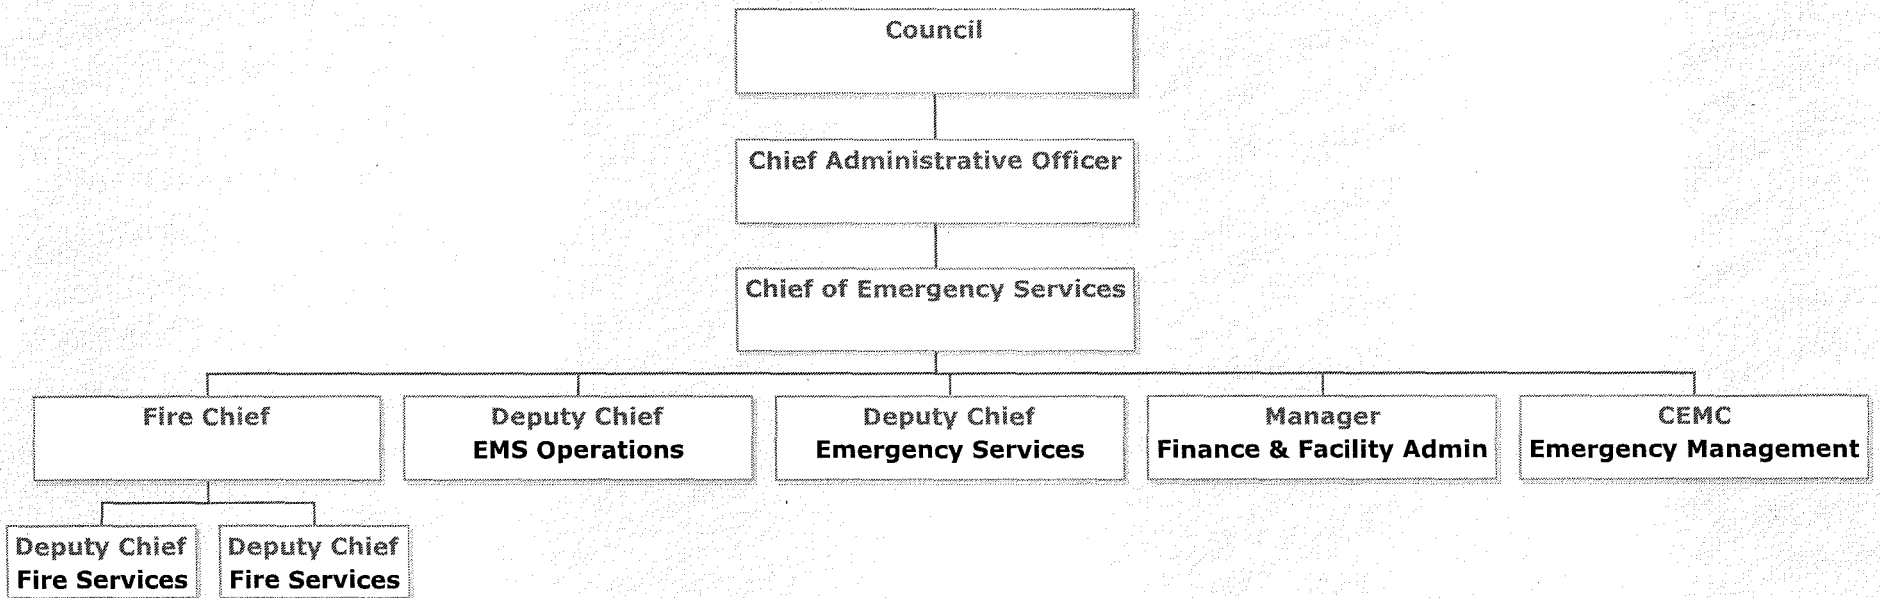 Council
Chief Administrative Officer
Chief of Emergency Services
Fire Chief
Deputy Chief
EMS Operations
Deputy Chief
Emergency Services
Manager
Finance & Facility Admin
CEMC
Emergency Management
Deputy Chief
Fire Services
Deputy Chief
Fire Services